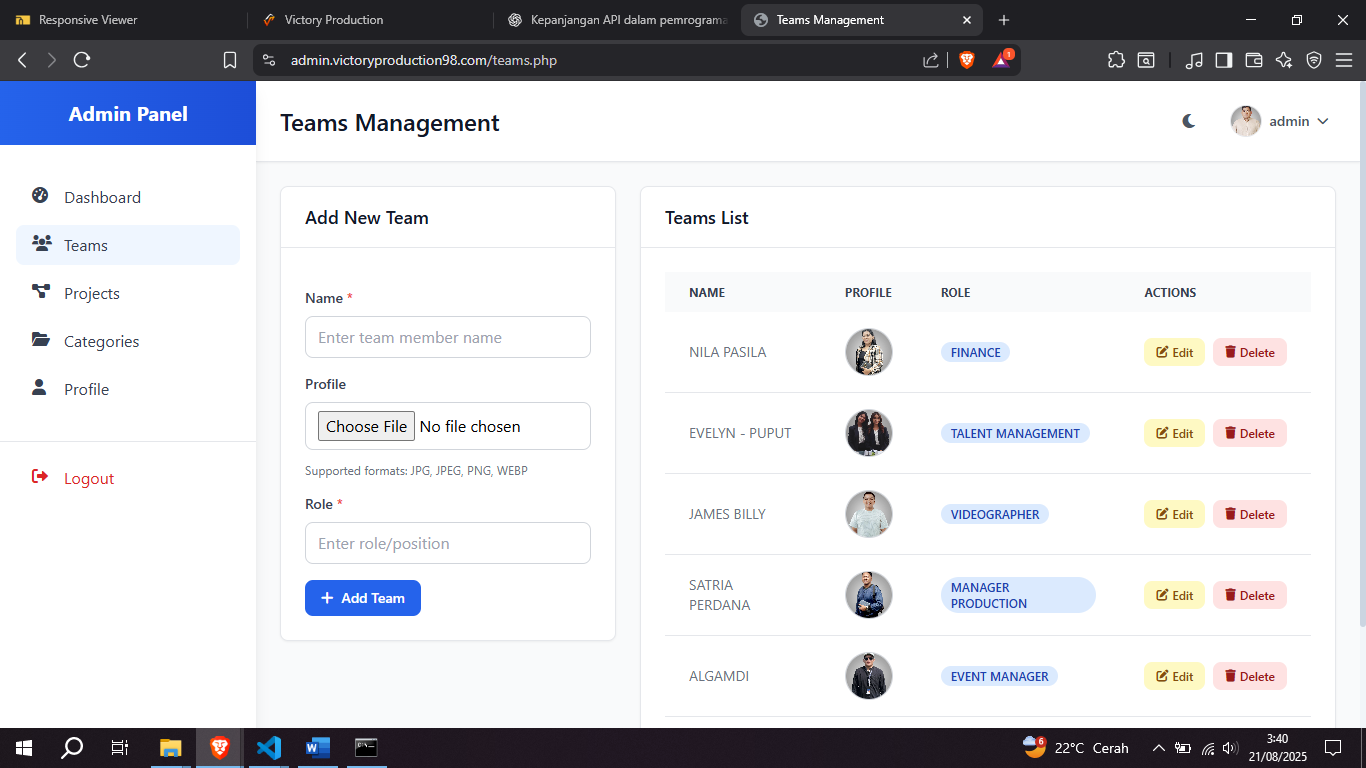 Responsive Viewer
Victory Production
Kepanjangan API dalam pemrograma
Teams Management
admin.victoryproduction98.com/teams.php
1
Admin Panel
Teams Management
admin
Dashboard
Teams
Projects
Categories
Profile
Logout
Add New Team
Name *
Enter team member name
Profile
Choose File No file chosen
Supported formats: JPG, JPEG, PNG, WEBP
Role *
Enter role/position
+ Add Team
Teams List
NAME PROFILE ROLE ACTIONS
NILA PASILA FINANCE Edit Delete
EVELYN - PUPUT TALENT MANAGEMENT Edit Delete
JAMES BILLY VIDEOGRAPHER Edit Delete
SATRIA
PERDANA
MANAGER
PRODUCTION
Edit Delete
ALGAMDI EVENT MANAGER Edit Delete
6
22°C Cerah
3:40
21/08/2025